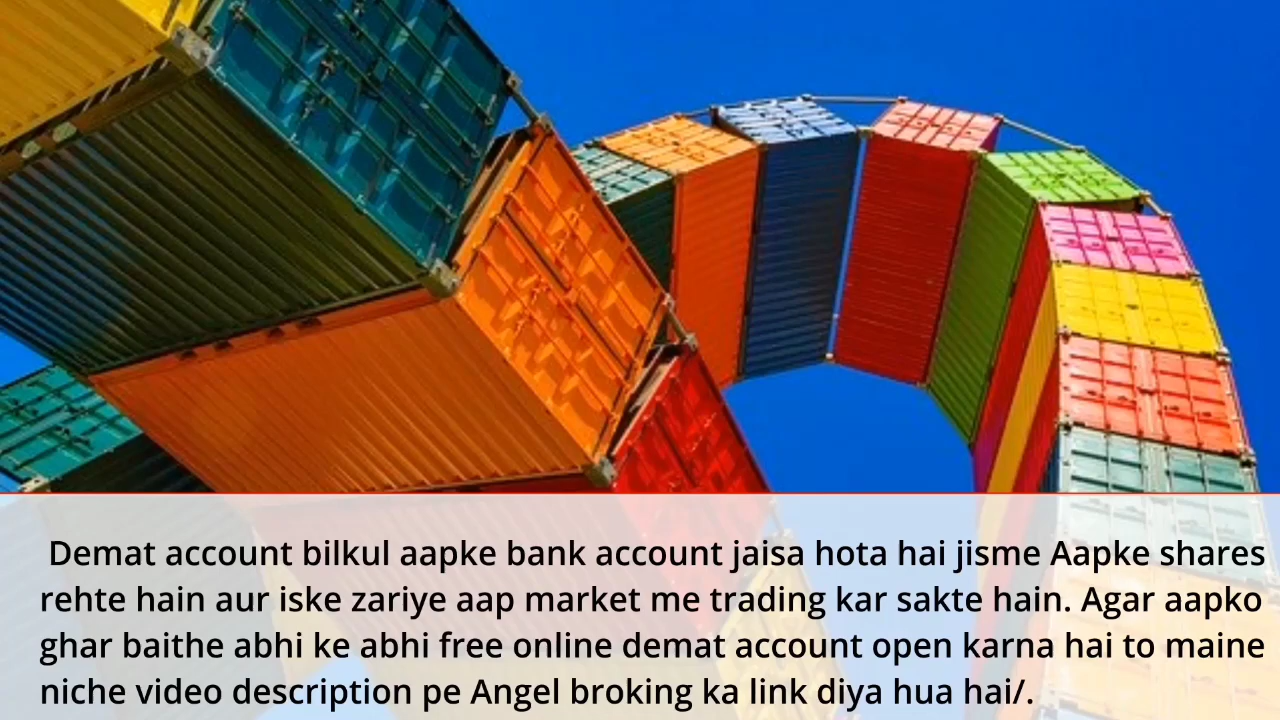 Demat account bilkul aapke bank account jaisa hota hai jisme Aapke shares
rehte hain aur iske zariye aap market me trading kar sakte hain. Agar aapko
ghar baithe abhi ke abhi free online demat account open karna hai to maine
niche video description pe Angel broking ka link diya hua hai/.